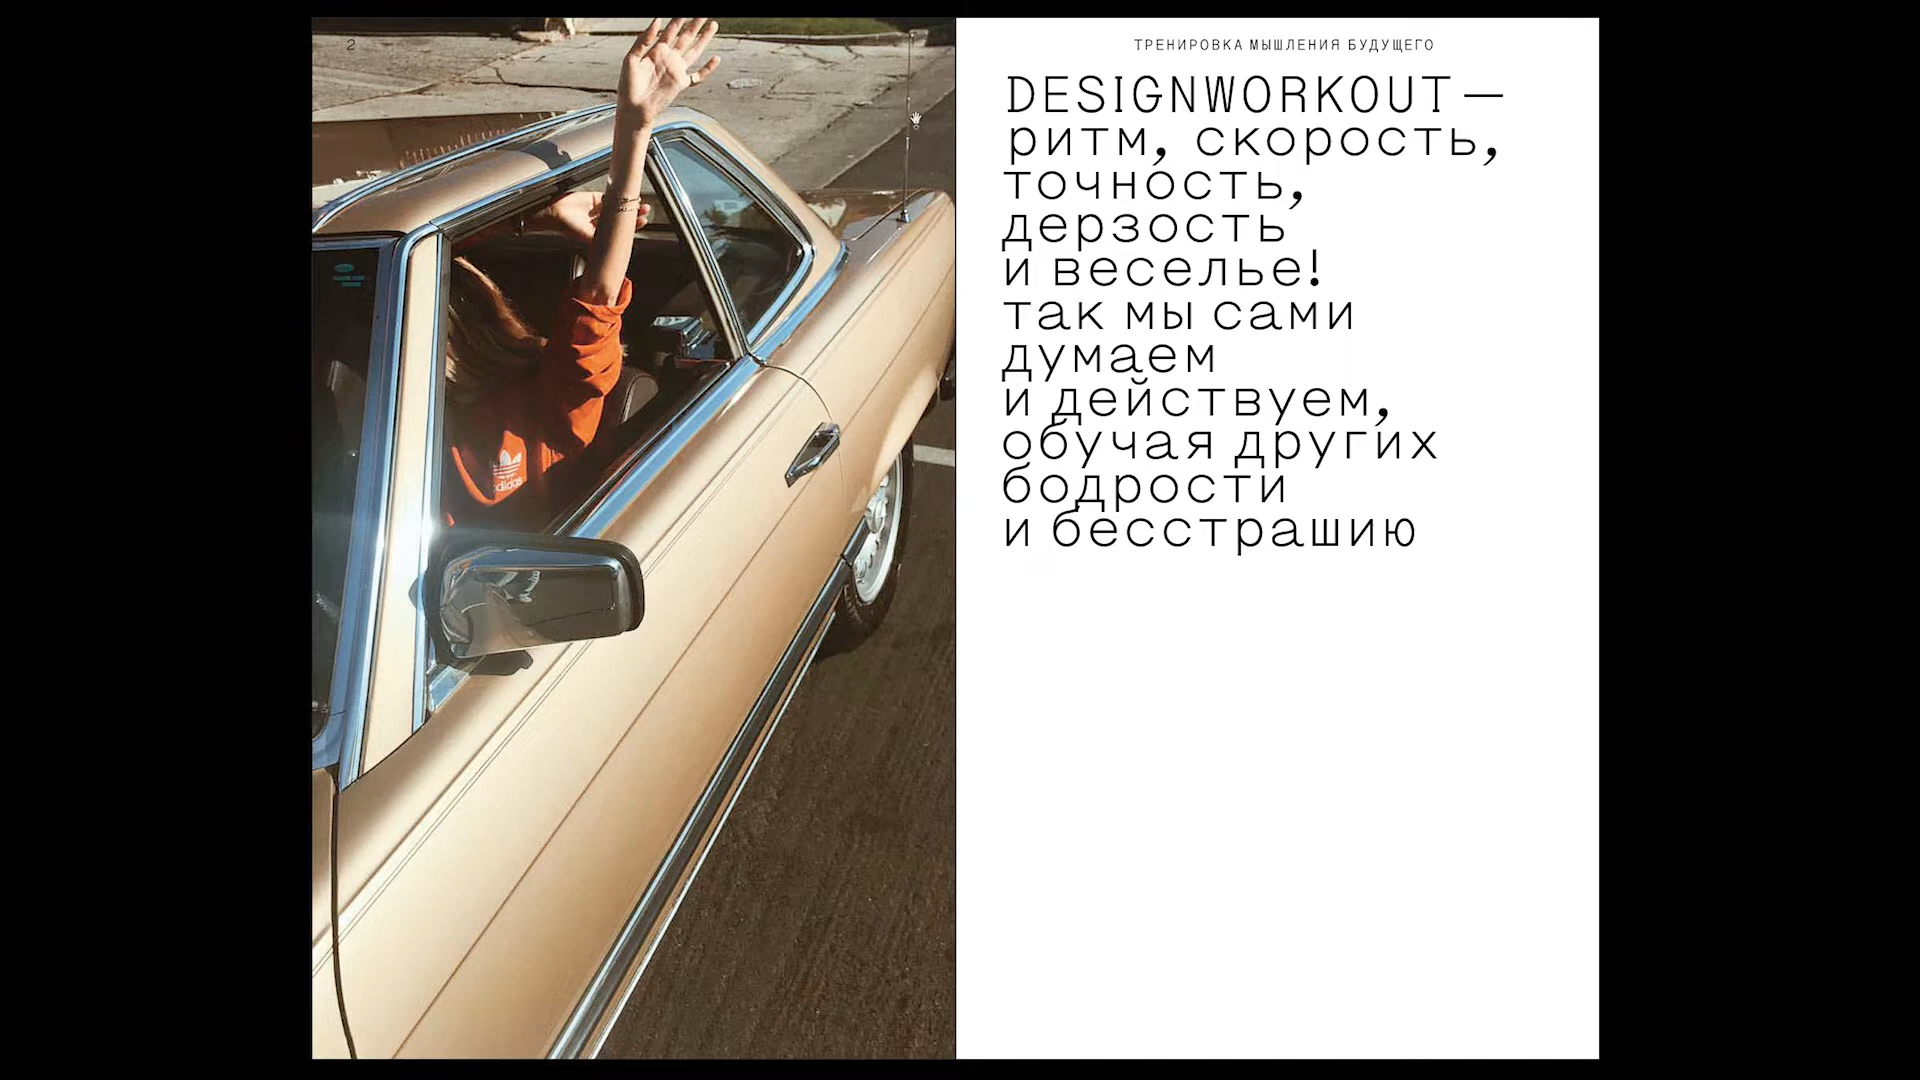 2
ТРЕНИРОВКА МЫШЛЕНИЯ БУДУЩЕГО
DESIGNWORKOUT —
ритм, скорость,
точность,
дерзость
и веселье!
так мы сами
думаем
и действуем,
обучая других
бодрости
и бесстрашию
adidas